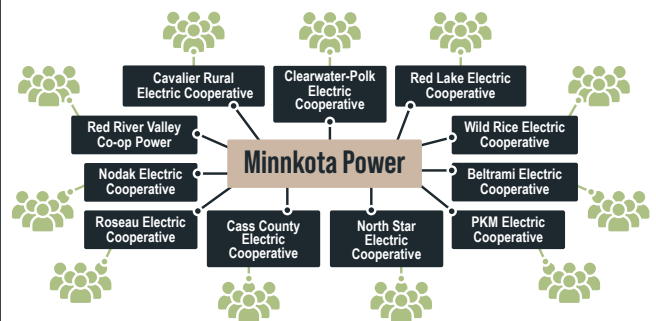 Cavalier Rural
Electric Cooperative
Clearwater-Polk
Electric
Cooperative
Red Lake Electric
Cooperative
Red River Valley
Co-op Power
Wild Rice Electric
Cooperative
Minnkota Power
Nodak Electric
Cooperative
Beltrami Electric
Cooperative
Roseau Electric
Cooperative
Cass County
Electric
Cooperative
North Star
Electric
Cooperative
PKM Electric
Cooperative